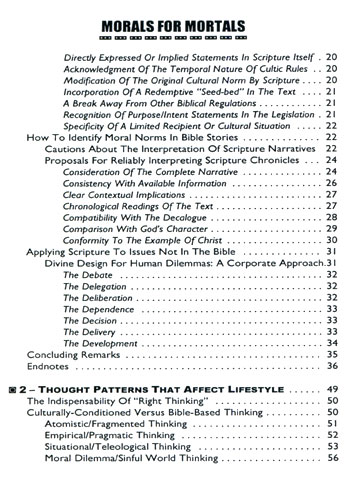 MORALS FOR MORTALS
Directly Expressed Or Implied Statements In Scripture Itself . 20
Acknowledgment Of The Temporal Nature Of Cultic Rules . . 20
Modification Of The Original Cultural Norm By Scripture . . . . 20
Incorporation Of A Redemptive "Seed-bed" In The Text . . . . 21
A Break Away From Other Biblical Regulations . . . . . . . . . . . 21
Recognition Of Purpose/Intent Statements In The Legislation . 21
Specificity Of A Limited Recipient Or Cultural Situation . . . . . 22
How To Identify Moral Norms In Bible Stories . . . . . . . . . . . . . 22
Cautions About The Interpretation Of Scripture Narratives 22
Proposals For Reliably Interpreting Scripture Chronicles . . . 24
Consideration Of The Complete Narrative . . . . . . . . . . . . . . 24
Consistency With Available Information . . . . . . . . . . . . . . . . 26
Clear Contextual Implications . . . . . . . . . . . . . . . . . . . . . . . . 27
Chronological Readings Of The Text . . . . . . . . . . . . . . . . . . . 27
Compatibility With The Decalogue . . . . . . . . . . . . . . . . . . . . 28
Comparison With God's Character . . . . . . . . . . . . . . . . . . . . 29
Conformity To The Example Of Christ . . . . . . . . . . . . . . . . . . 30
Applying Scripture To Issues Not In The Bible . . . . . . . . . . . . 31
Divine Design For Human Dilemmas: A Corporate Approach.31
The Debate . . . . . . . . . . . . . . . . . . . . . . . . . . . . . . . . . . . 32
The Delegation . . . . . . . . . . . . . . . . . . . . . . . . . . . . . . . . . 32
The Deliberation . . . . . . . . . . . . . . . . . . . . . . . . . . . . . . . . 32
The Dependence . . . . . . . . . . . . . . . . . . . . . . . . . . . . . . . . 33
The Decision . . . . . . . . . . . . . . . . . . . . . . . . . . . . . . . . . . . 33
The Delivery . . . . . . . . . . . . . . . . . . . . . . . . . . . . . . . . . . . 33
The Development . . . . . . . . . . . . . . . . . . . . . . . . . . . . . . . 34
Concluding Remarks . . . . . . . . . . . . . . . . . . . . . . . . . . . . . . . 35
Endnotes . . . . . . . . . . . . . . . . . . . . . . . . . . . . . . . . . . . . . . . 36
2 – THOUGHT PATTERNS THAT AFFECT LIFESTYLE . . . . . . 49
The Indispensability Of "Right Thinking" . . . . . . . . . . . . . . . . 50
Culturally-Conditioned Versus Bible-Based Thinking . . . . . . . . 50
Atomistic/Fragmented Thinking . . . . . . . . . . . . . . . . . . . . . 51
Empirical/Pragmatic Thinking . . . . . . . . . . . . . . . . . . . . . . 52
Situational/Teleological Thinking . . . . . . . . . . . . . . . . . . . . 53
Moral Dilemma/Sinful World Thinking . . . . . . . . . . . . . . . . 56